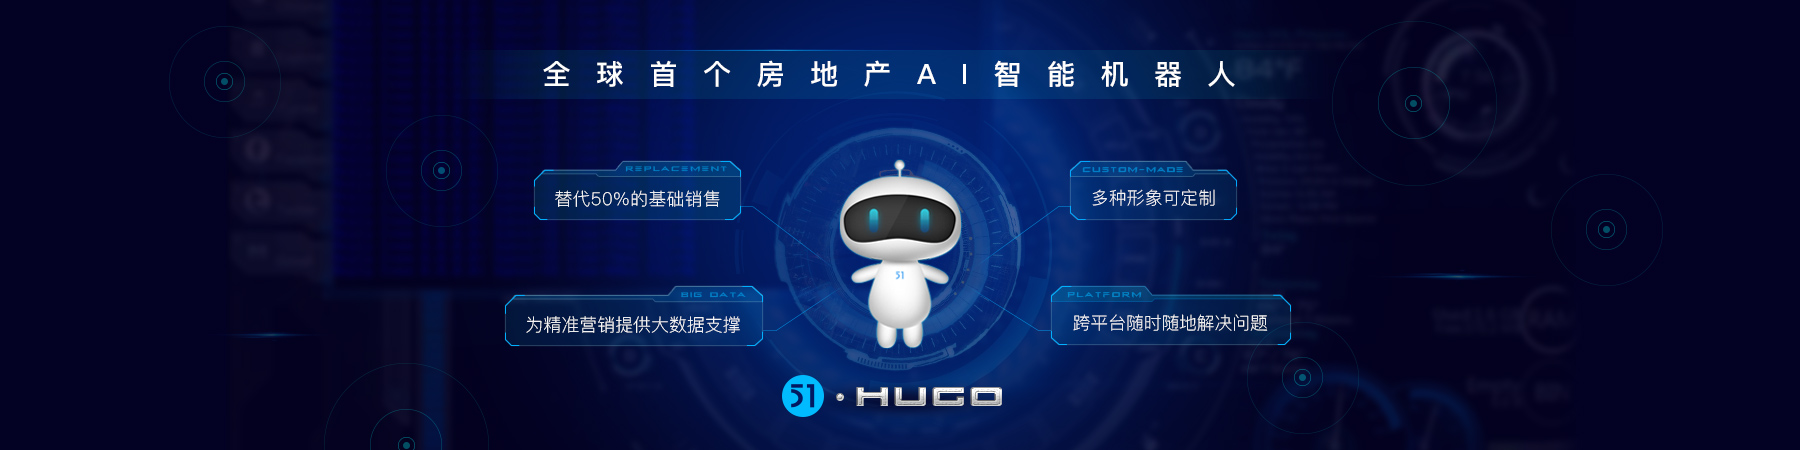 全球首个房地产AI智能机器人
REPLACEMENT
替代50%的基础销售
CUSTOM-MADE
多种形象可定制
BIG DATA
为精准营销提供大数据支撑
PLATFORM
跨平台随时随地解决问题
51
51·HUGO